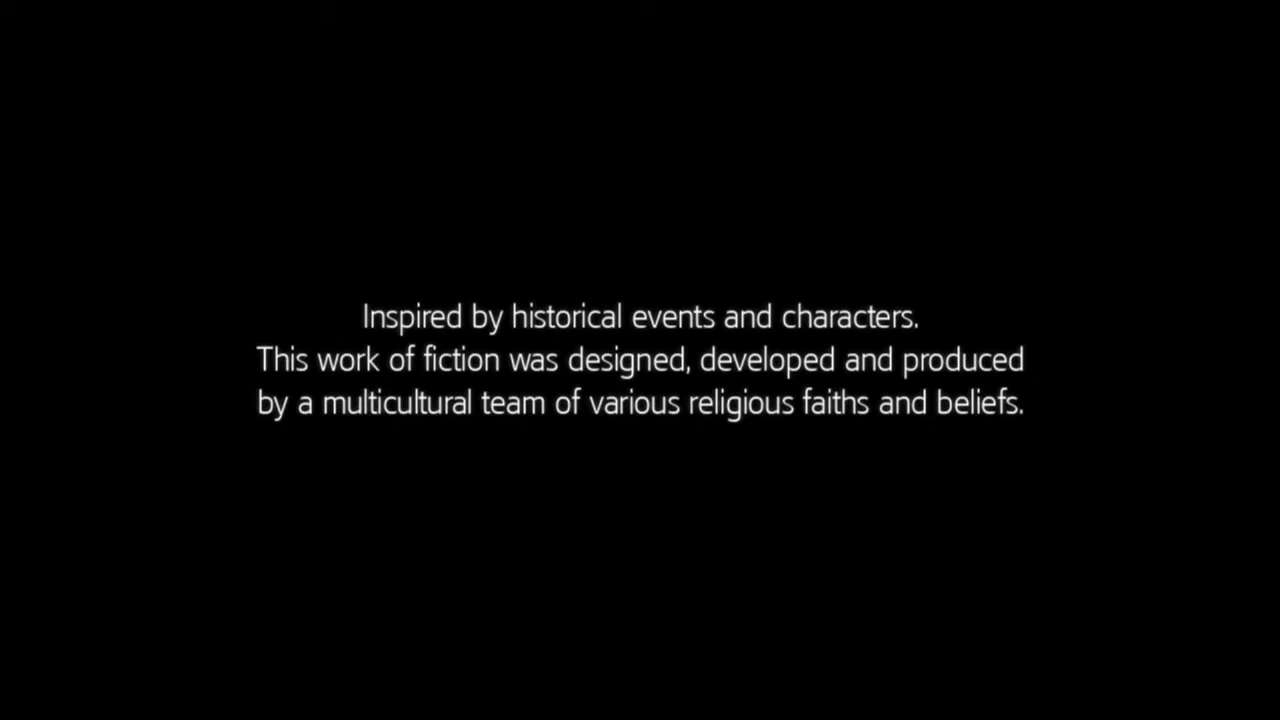 Inspired by historical events and characters.
This work of fiction was designed, developed and produced
by a multicultural team of various religious faiths and beliefs.